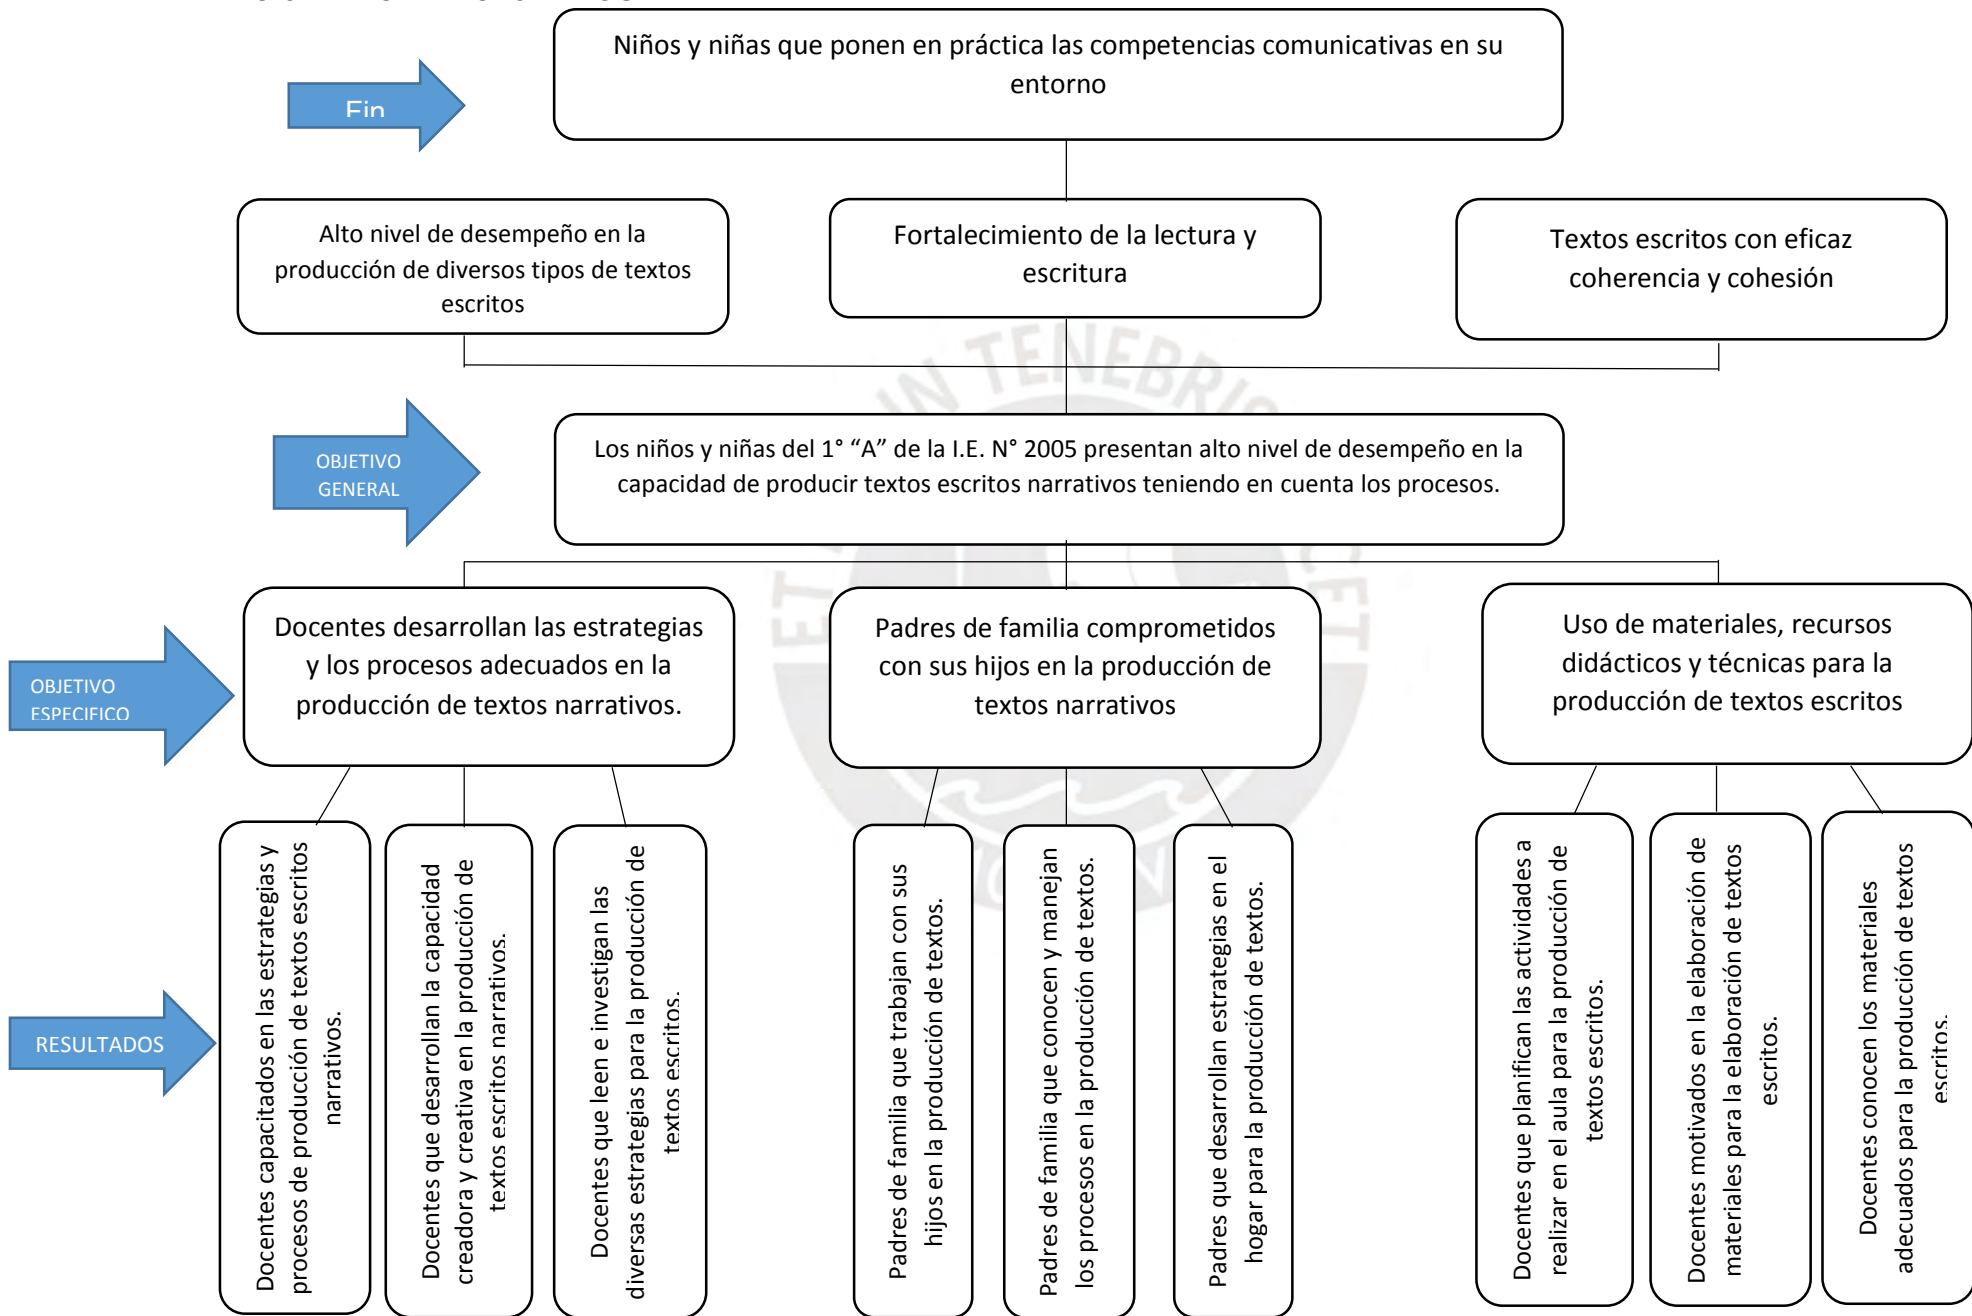 Niños y niñas que ponen en práctica las competencias comunicativas en su
entorno
Fin
Alto nivel de desempeño en la
producción de diversos tipos de textos
escritos
Fortalecimiento de la lectura y
escritura
Textos escritos con eficaz
coherencia y cohesión
OBJETIVO
GENERAL
Los niños y niñas del 1° “A” de la I.E. N° 2005 presentan alto nivel de desempeño en la
capacidad de producir textos escritos narrativos teniendo en cuenta los procesos.
OBJETIVO
ESPECIFICO
Docentes desarrollan las estrategias
y los procesos adecuados en la
producción de textos narrativos.
Padres de familia comprometidos
con sus hijos en la producción de
textos narrativos
Uso de materiales, recursos
didácticos y técnicas para la
producción de textos escritos
RESULTADOS
Docentes capacitados en las estrategias y
procesos de producción de textos escritos
narrativos.
Docentes que desarrollan la capacidad
creadora y creativa en la producción de
textos escritos narrativos.
Docentes que leen e investigan las
diversas estrategias para la producción de
textos escritos.
Padres de familia que trabajan con sus
hijos en la producción de textos.
Padres de familia que conocen y manejan
los procesos en la producción de textos.
Padres que desarrollan estrategias en el
hogar para la producción de textos.
Docentes que planifican las actividades a
realizar en el aula para la producción de
textos escritos.
Docentes motivados en la elaboración de
materiales para la elaboración de textos
escritos.
Docentes conocen los materiales
adecuados para la producción de textos
escritos.
ET IN TENEBRIS CET